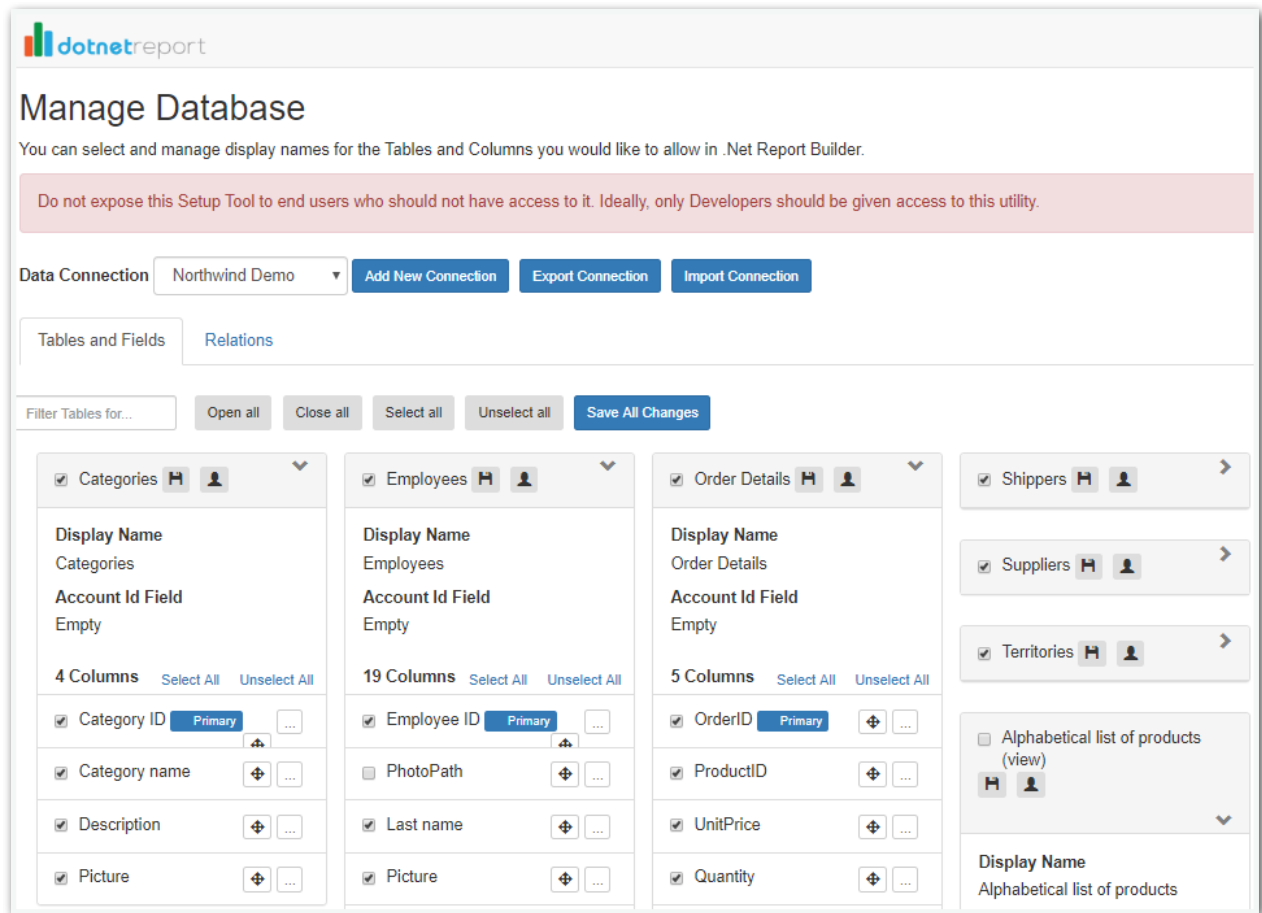 dotnetreport
Manage Database
You can select and manage display names for the Tables and Columns you would like to allow in .Net Report Builder.
Do not expose this Setup Tool to end users who should not have access to it. Ideally, only Developers should be given access to this utility.
Data Connection Northwind Demo Add New Connection Export Connection Import Connection
Tables and Fields Relations
Filter Tables for... Open all Close all Select all Unselect all Save All Changes
Categories
Display Name
Categories
Account Id Field
Empty
4 Columns Select All Unselect All
Category ID Primary ...
Category name ...
Description ...
Picture ...
Employees
Display Name
Employees
Account Id Field
Empty
19 Columns Select All Unselect All
Employee ID Primary ...
PhotoPath ...
Last name ...
Picture ...
Order Details
Display Name
Order Details
Account Id Field
Empty
5 Columns Select All Unselect All
OrderID Primary ...
ProductID ...
UnitPrice ...
Quantity ...
Shippers
Suppliers
Territories
Alphabetical list of products
(view)
Display Name
Alphabetical list of products